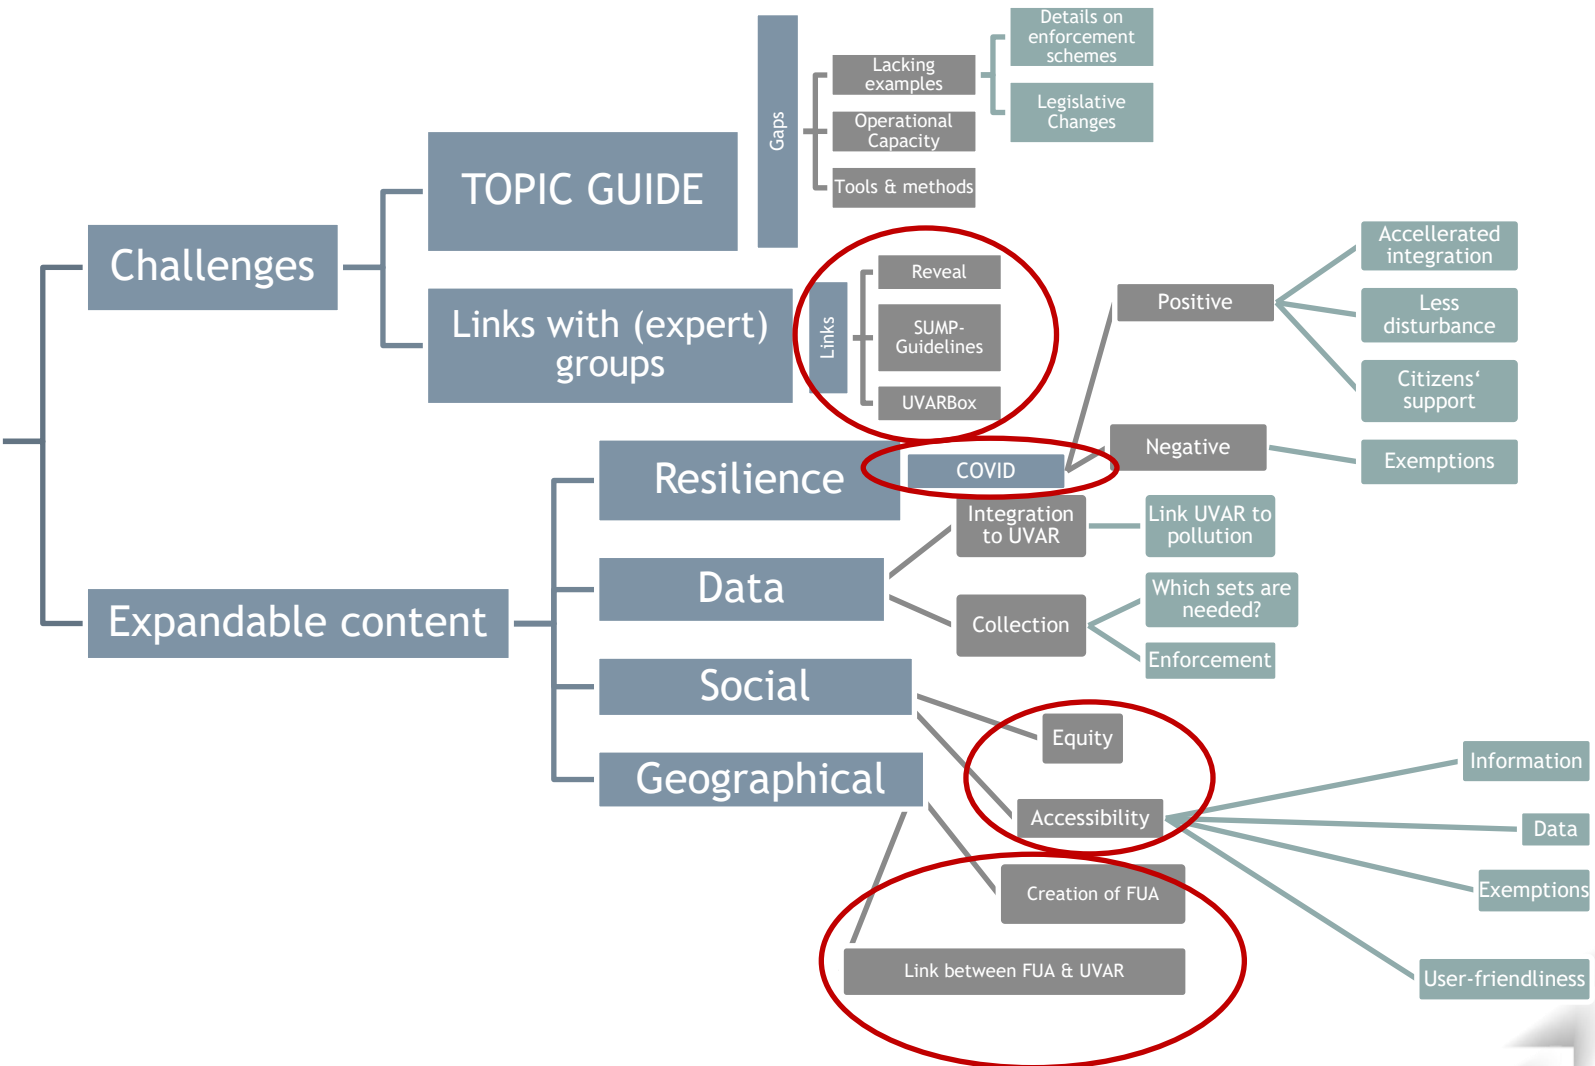 Details on
enforcement
schemes
Lacking
examples
Legislative
Changes
Gaps
Operational
Capacity
Tools & methods
TOPIC GUIDE
Challenges
Links with (expert)
groups
Links
Reveal
SUMP-
Guidelines
UVARBox
Positive
Accellerated
integration
Less
disturbance
Citizens‘
support
Negative
Exemptions
Resilience
COVID
Integration
to UVAR
Link UVAR to
pollution
Data
Collection
Which sets are
needed?
Enforcement
Expandable content
Social
Equity
Accessibility
Information
Data
Exemptions
User-friendliness
Geographical
Creation of FUA
Link between FUA & UVAR